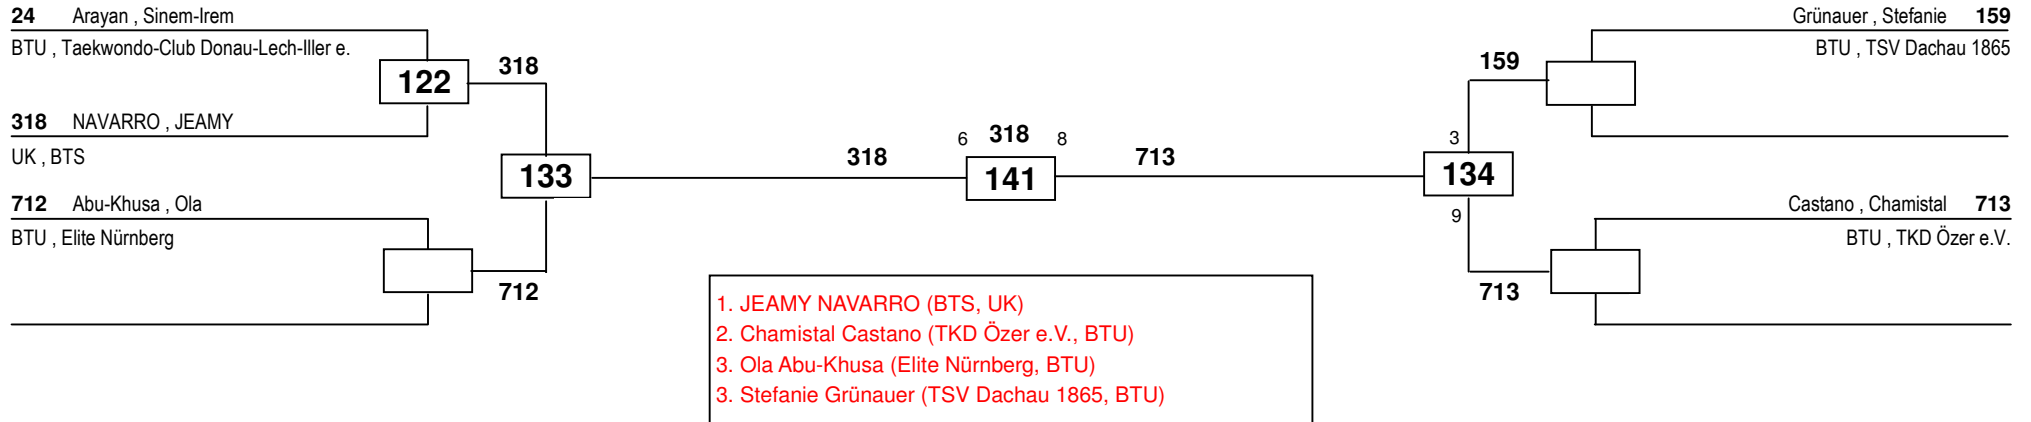 24 Arayan , Sinem-Irem
BTU , Taekwondo-Club Donau-Lech-Iller e.
122
318
318 NAVARRO , JEAMY
UK , BTS
133
318
712 Abu-Khusa , Ola
BTU , Elite Nürnberg
712
6 318 8
141
713
Grünauer , Stefanie 159
BTU , TSV Dachau 1865
159
3
134
9
Castano , Chamistal 713
BTU , TKD Özer e.V.
713
1. JEAMY NAVARRO (BTS, UK)
2. Chamistal Castano (TKD Özer e.V., BTU)
3. Ola Abu-Khusa (Elite Nürnberg, BTU)
3. Stefanie Grünauer (TSV Dachau 1865, BTU)